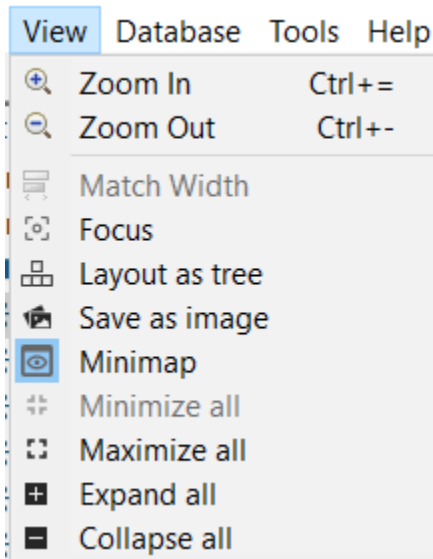 View Database Tools Help
Zoom In Ctrl+=
Zoom Out Ctrl+-
Match Width
Focus
Layout as tree
Save as image
Minimap
Minimize all
Maximize all
Expand all
Collapse all